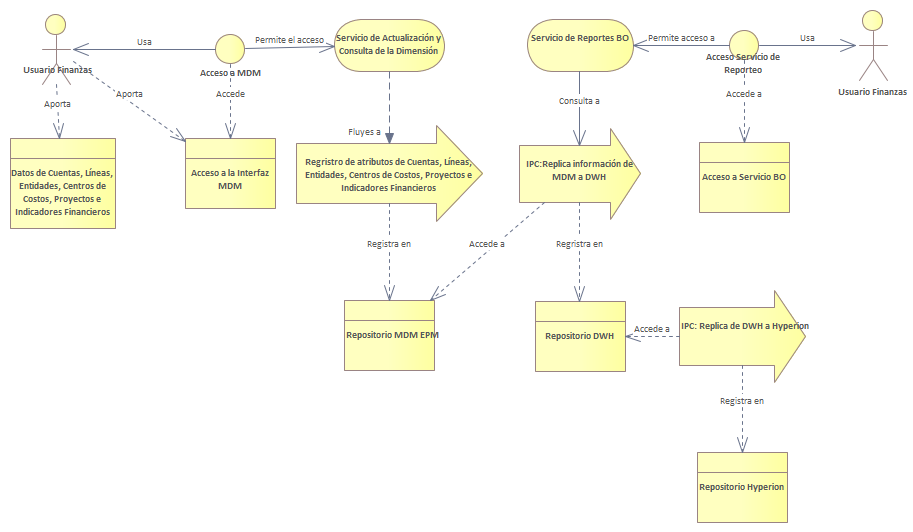 Usuario Finanzas
Usa
Acceso a MDM
Permite el acceso
Servicio de Actualización y
Consulta de la Dimensión
Servicio de Reportes BO
Permite acceso a
Acceso Servicio de
Reporteo
Usa
Usuario Finanzas
Aporta
Aporta
Accede
Fluyes a
Consulta a
Accede a
Datos de Cuentas, Líneas,
Entidades, Centros de
Costos, Proyectos e
Indicadores Financieros
Acceso a la Interfaz
MDM
Regristro de atributos de Cuentas, Líneas,
Entidades, Centros de Costos, Proyectos e
Indicadores Financieros
IPC:Replica información de
MDM a DWH
Acceso a Servicio BO
Registra en
Accede a
Registra en
Repositorio MDM EPM
Repositorio DWH
Accede a
IPC: Replica de DWH a Hyperion
Registra en
Repositorio Hyperion